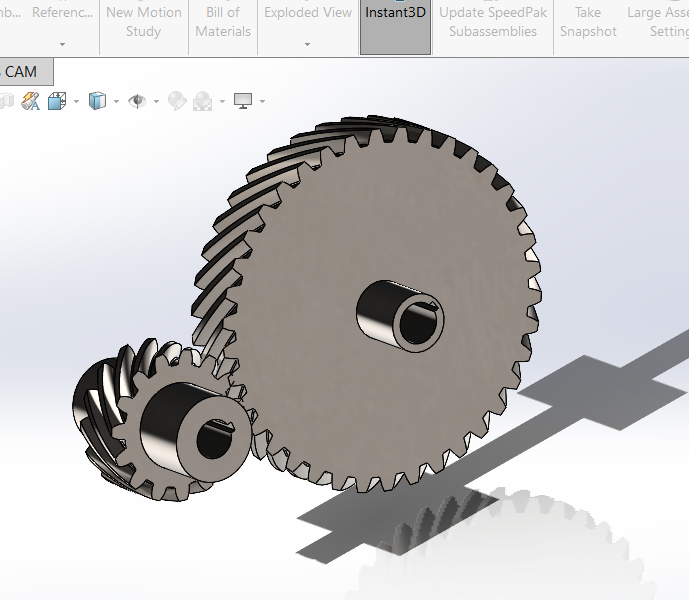 Referenc... New Motion Bill of Exploded View Instant3D Update SpeedPak Take Large Asse
Study Materials Subassemblies Snapshot Setting
CAM